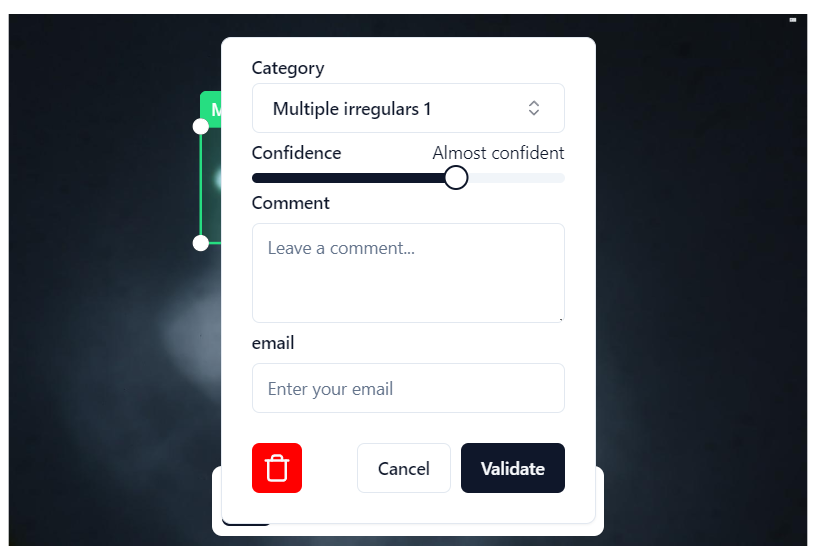 Category
M
Multiple irregulars 1
Confidence Almost confident
Comment
Leave a comment...
email
Enter your email
Cancel Validate